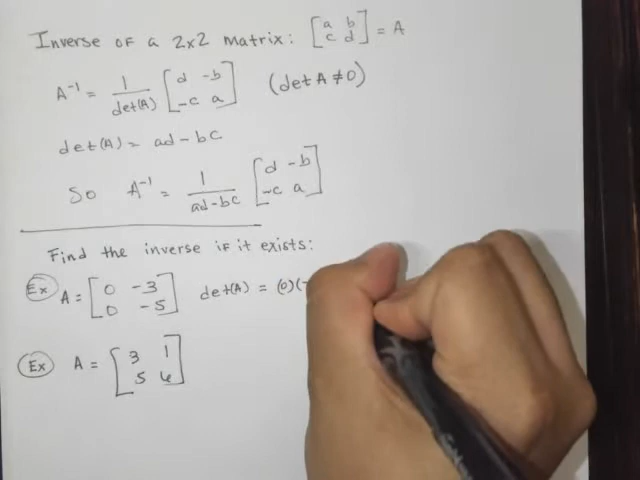 Inverse of a 2x2 matrix: [a b c d] = A
A⁻¹ = 1/det(A) [d -b -c a] (det A ≠ 0)
det(A) = ad - bc
So A⁻¹ = 1/ad-bc [d -b -c a]
Find the inverse if it exists:
Ex A = [0 -3 0 -5] det(A) = (0)(-
Ex A = [3 1 5 6]